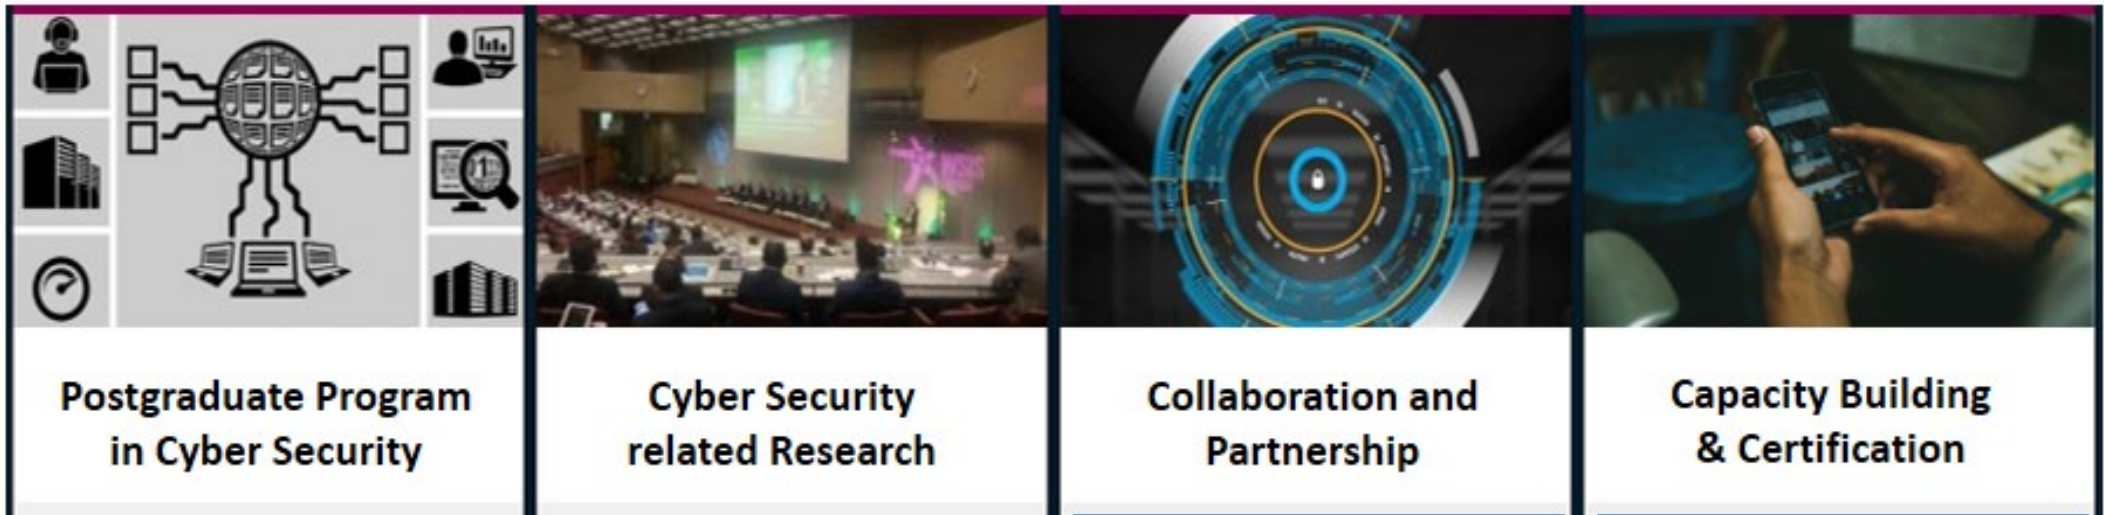 Postgraduate Program
in Cyber Security
Cyber Security
related Research
Collaboration and
Partnership
Capacity Building
& Certification